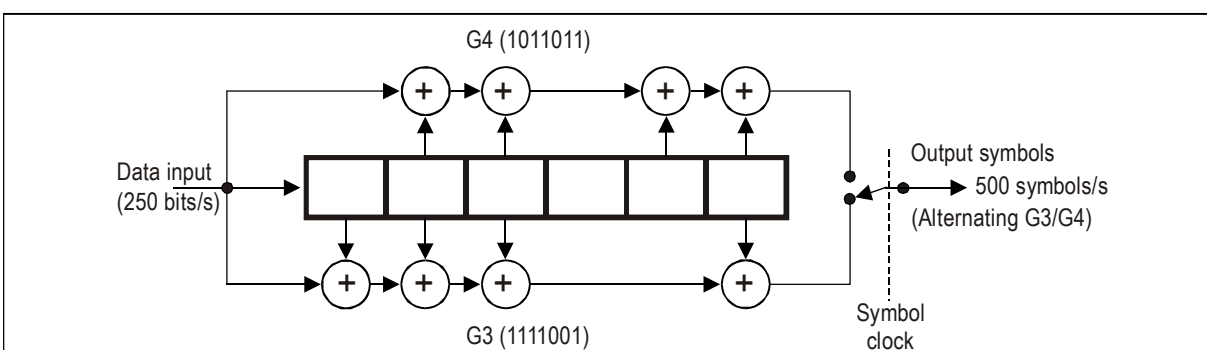 G4 (1011011)
+ + + +
Data input
(250 bits/s)
Output symbols
500 symbols/s
(Alternating G3/G4)
+ + + +
G3 (1111001)
Symbol
clock